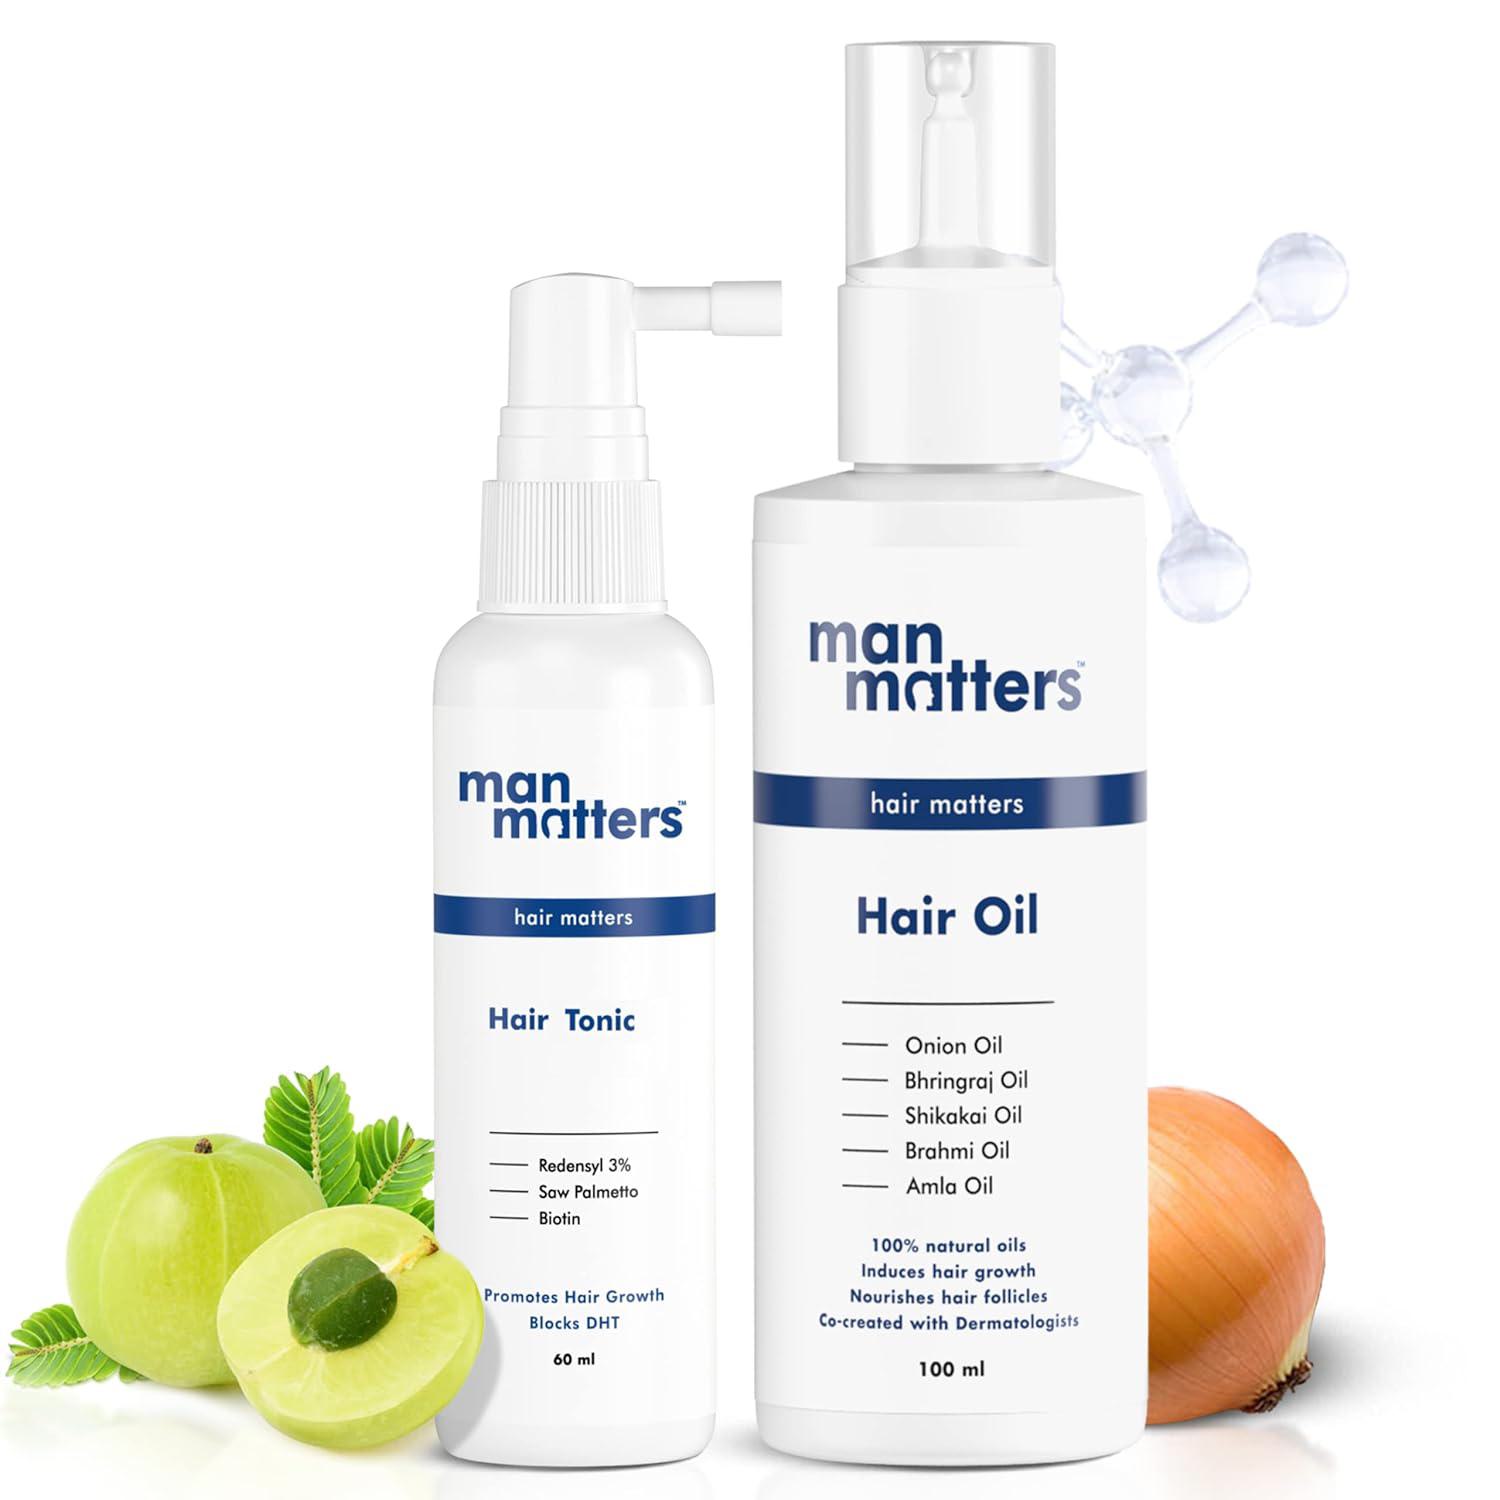 man
matters™
hair matters
Hair Tonic
Redensyl 3%
Saw Palmetto
Biotin
Promotes Hair Growth
Blocks DHT
60 ml
man
matters™
hair matters
Hair Oil
Onion Oil
Bhringraj Oil
Shikakai Oil
Brahmi Oil
Amla Oil
100% natural oils
Induces hair growth
Nourishes hair follicles
Co-created with Dermatologists
100 ml